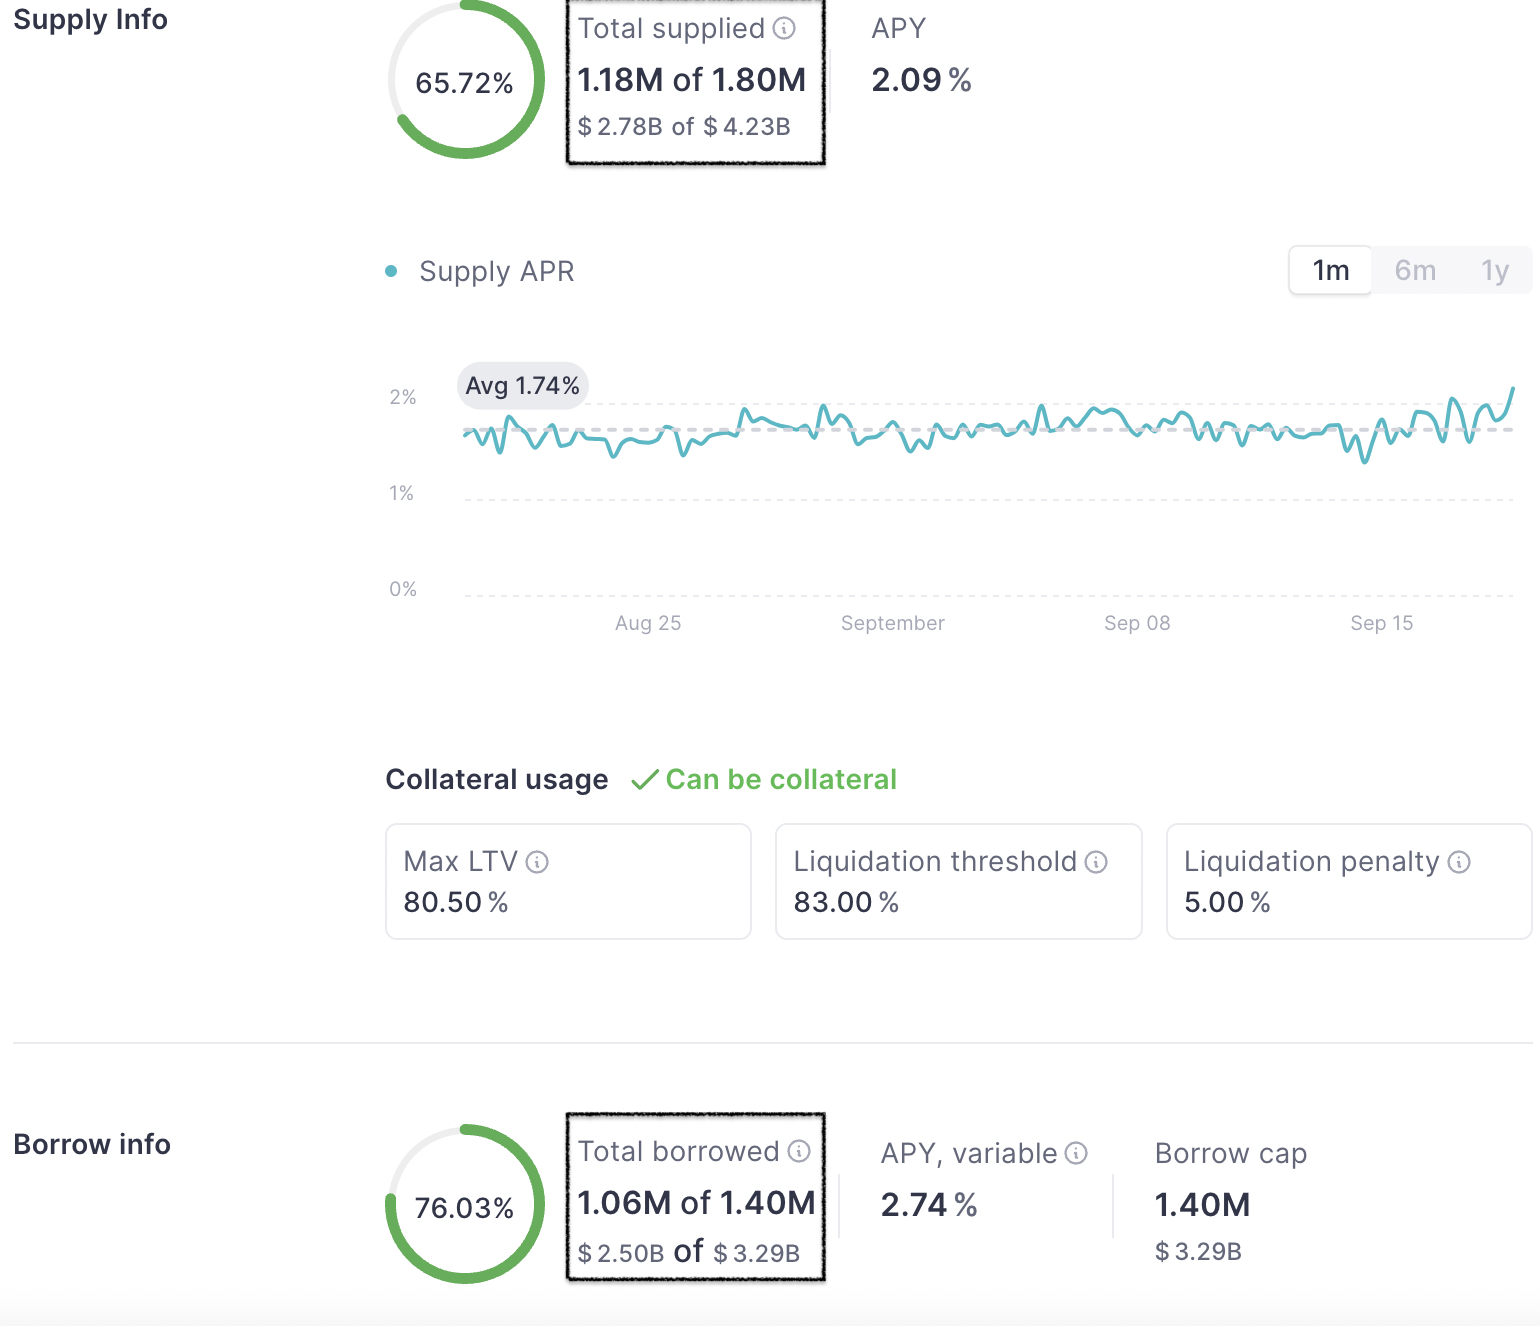 Supply Info
65.72%
Total supplied
1.18M of 1.80M
$ 2.78B of $ 4.23B
APY
2.09 %
Supply APR
1m 6m 1y
Avg 1.74%
2%
1%
0%
Aug 25 September Sep 08 Sep 15
Collateral usage Can be collateral
Max LTV
80.50 %
Liquidation threshold
83.00 %
Liquidation penalty
5.00 %
Borrow info
76.03%
Total borrowed
1.06M of 1.40M
$ 2.50B of $ 3.29B
APY, variable
2.74 %
Borrow cap
1.40M
$ 3.29B